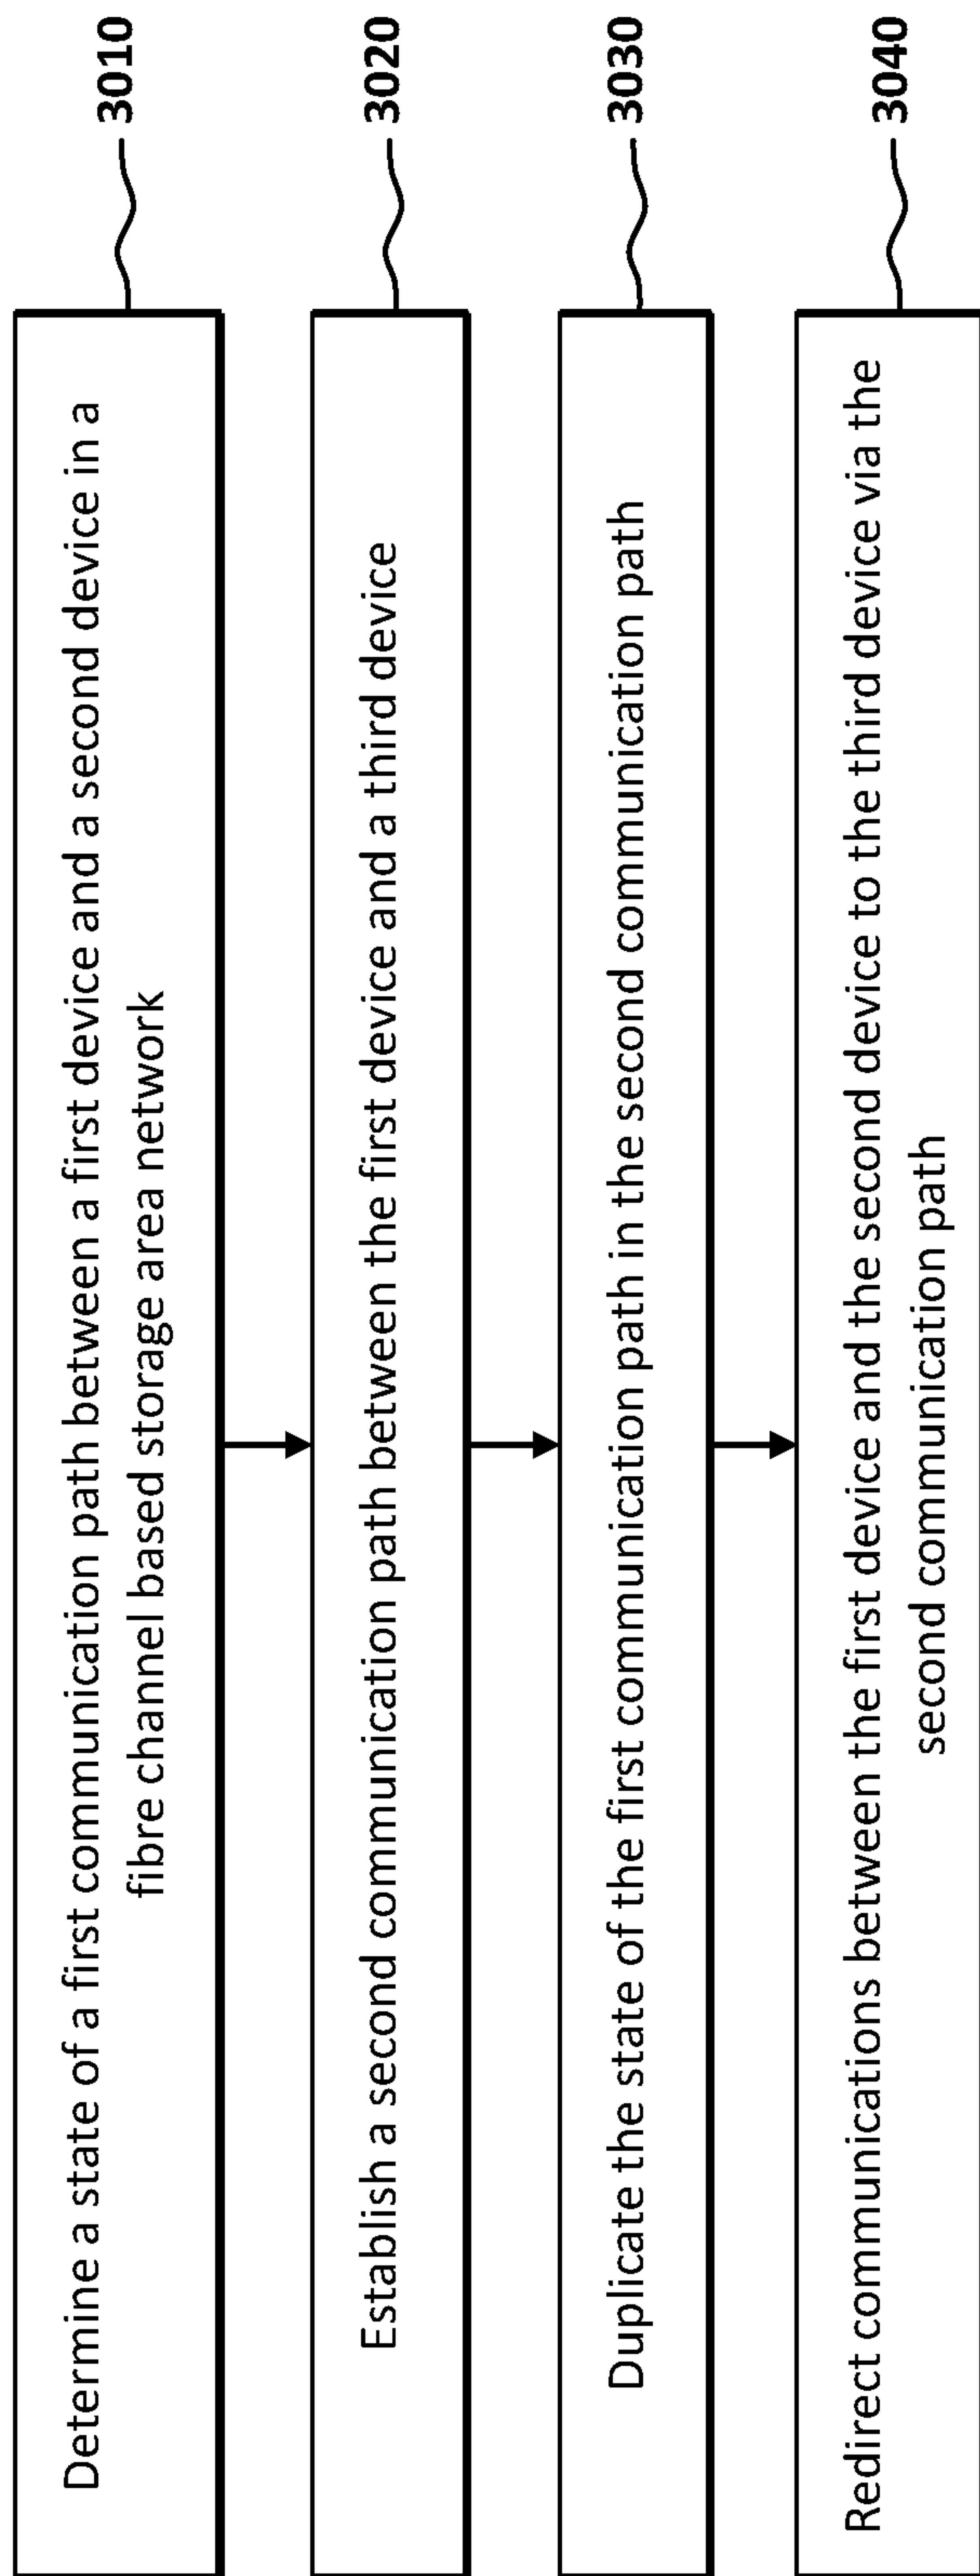 Determine a state of a first communication path between a first device and a second device in a
fibre channel based storage area network
3010
Establish a second communication path between the first device and a third device
3020
Duplicate the state of the first communication path in the second communication path
3030
Redirect communications between the first device and the second device to the third device via the
second communication path
3040